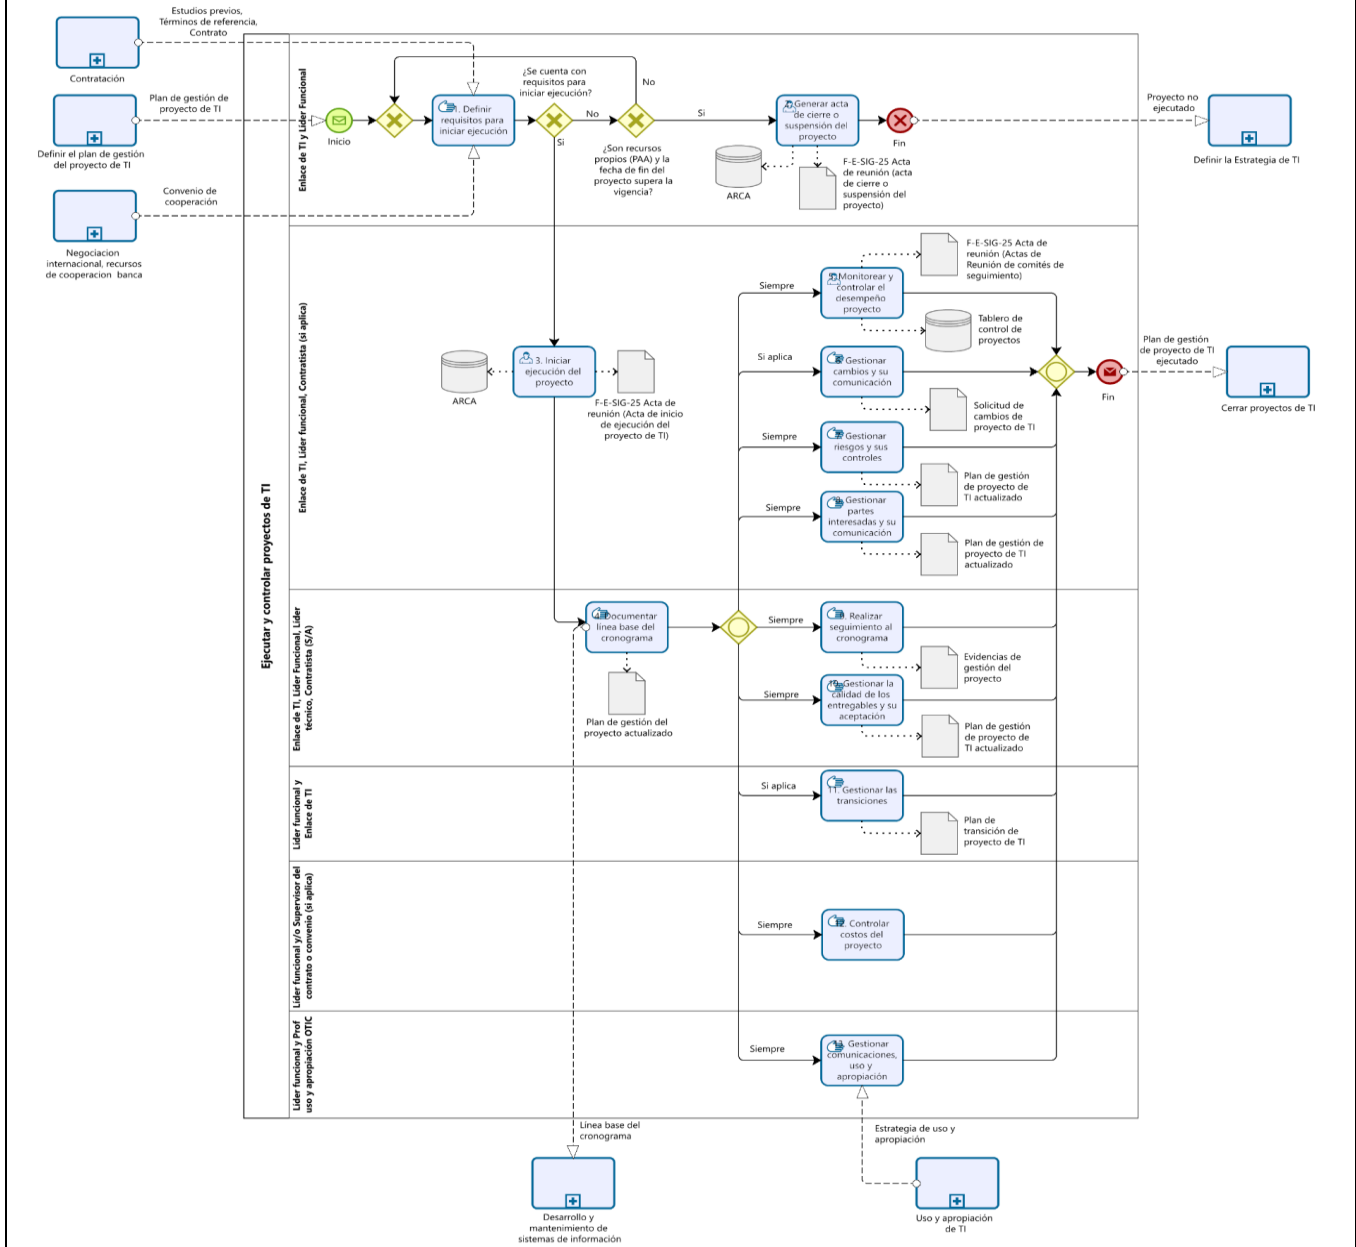 Estudios previos,
Términos de referencia,
Contrato
Contratación
Plan de gestión de
proyecto de TI
Definir el plan de gestión
del proyecto de TI
Convenio de
cooperación
Negociacion
internacional, recursos
de cooperacion banca
Ejecutar y controlar proyectos de TI
Enlace de TI y Líder Funcional
Inicio
1. Definir
requisitos para
iniciar ejecución
¿Se cuenta con
requisitos para
iniciar ejecución?
No
Si
No
¿Son recursos
propios (PAA) y la
fecha de fin del
proyecto supera la
vigencia?
Si
Generar acta
de cierre o
suspensión del
proyecto
ARCA
F-E-SIG-25 Acta
de reunión (acta
de cierre o
suspensión del
proyecto)
Fin
Proyecto no
ejecutado
Definir la Estrategia de TI
Enlace de TI, Líder funcional, Contratista (si aplica)
3. Iniciar
ejecución del
proyecto
ARCA
F-E-SIG-25 Acta de
reunión (Acta de inicio
de ejecución del
proyecto de TI)
Siempre
Monitorear y
controlar el
desempeño
proyecto
F-E-SIG-25 Acta de
reunión (Actas de
Reunión de comités de
seguimiento)
Tablero de
control de
proyectos
Si aplica
Gestionar
cambios y su
comunicación
Solicitud de
cambios de
proyecto de TI
Siempre
Gestionar
riesgos y sus
controles
Plan de gestión
de proyecto de
TI actualizado
Siempre
Gestionar
partes
interesadas y su
comunicación
Plan de gestión de
proyecto de TI
actualizado
Fin
Plan de gestión
de proyecto de TI
ejecutado
Cerrar proyectos de TI
Enlace de TI, Líder Funcional, Líder
técnico, Contratista (S/A)
Documentar
línea base del
cronograma
Plan de gestión del
proyecto actualizado
Siempre
Realizar
seguimiento al
cronograma
Evidencias de
gestión del
proyecto
Siempre
Gestionar la
calidad de los
entregables y su
aceptación
Plan de gestión
de proyecto de
TI actualizado
Líder funcional y
Enlace de TI
Si aplica
11. Gestionar las
transiciones
Plan de
transición de
proyecto de TI
Líder funcional y/o Supervisor del
contrato o convenio (si aplica)
Siempre
Controlar
costos del
proyecto
Líder funcional y Prof
uso y apropiación OTIC
Siempre
Gestionar
comunicaciones,
uso y
apropiación
Linea base del
cronograma
Desarrollo y
mantenimiento de
sistemas de información
Estrategia de uso y
apropiación
Uso y apropiación
de TI